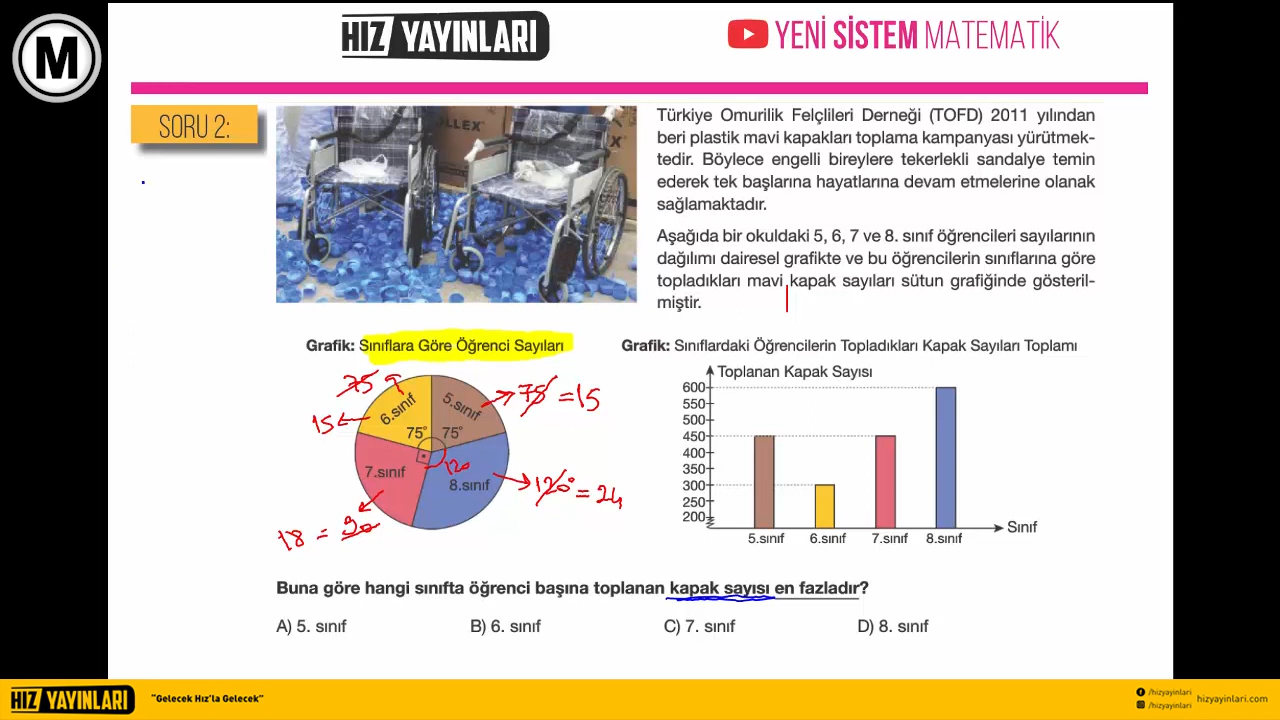 M
HIZ YAYINLARI
YENİ SİSTEM MATEMATİK
SORU 2:
Türkiye Omurilik Felçlileri Derneği (TOFD) 2011 yılından
beri plastik mavi kapakları toplama kampanyası yürütmek-
tedir. Böylece engelli bireylere tekerlekli sandalye temin
ederek tek başlarına hayatlarına devam etmelerine olanak
sağlamaktadır.
Aşağıda bir okuldaki 5, 6, 7 ve 8. sınıf öğrencileri sayılarının
dağılımı dairesel grafikte ve bu öğrencilerin sınıflarına göre
topladıkları mavi kapak sayıları sütun grafiğinde gösteril-
miştir.
Grafik: Sınıflara Göre Öğrenci Sayıları
75
15
6.sınıf
5.sınıf
75 = 15
75°
75°
120
7.sınıf
8.sınıf
120° = 24
18 = 90
Grafik: Sınıflardaki Öğrencilerin Topladıkları Kapak Sayıları Toplamı
Toplanan Kapak Sayısı
600
550
500
450
400
350
300
250
200
5.sınıf
6.sınıf
7.sınıf
8.sınıf
Sınıf
Buna göre hangi sınıfta öğrenci başına toplanan kapak sayısı en fazladır?
A) 5. sınıf
B) 6. sınıf
C) 7. sınıf
D) 8. sınıf
HIZ YAYINLARI
"Gelecek Hız'la Gelecek"
/hizyayinlari
/hizyayinlari
hizyayinlari.com